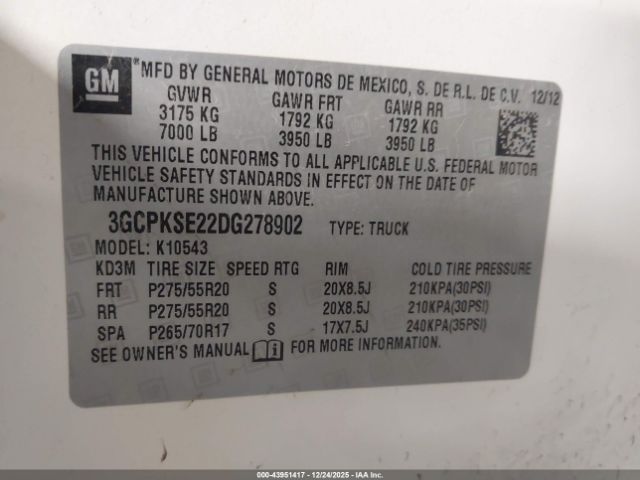 GM
MFD BY GENERAL MOTORS DE MEXICO, S. DE R.L. DE C.V. 12/12
GVWR GAWR FRT GAWR RR
3175 KG 1792 KG 1792 KG
7000 LB 3950 LB 3950 LB
THIS VEHICLE CONFORMS TO ALL APPLICABLE U.S. FEDERAL MOTOR
VEHICLE SAFETY STANDARDS IN EFFECT ON THE DATE OF
MANUFACTURE SHOWN ABOVE.
3GCPKSE22DG278902 TYPE: TRUCK
MODEL: K10543
KD3M TIRE SIZE SPEED RTG RIM COLD TIRE PRESSURE
FRT P275/55R20 S 20X8.5J 210KPA(30PSI)
RR P275/55R20 S 20X8.5J 210KPA(30PSI)
SPA P265/70R17 S 17X7.5J 240KPA(35PSI)
SEE OWNER'S MANUAL FOR MORE INFORMATION.
000-43951417 - 12/24/2025 - IAAI.COM